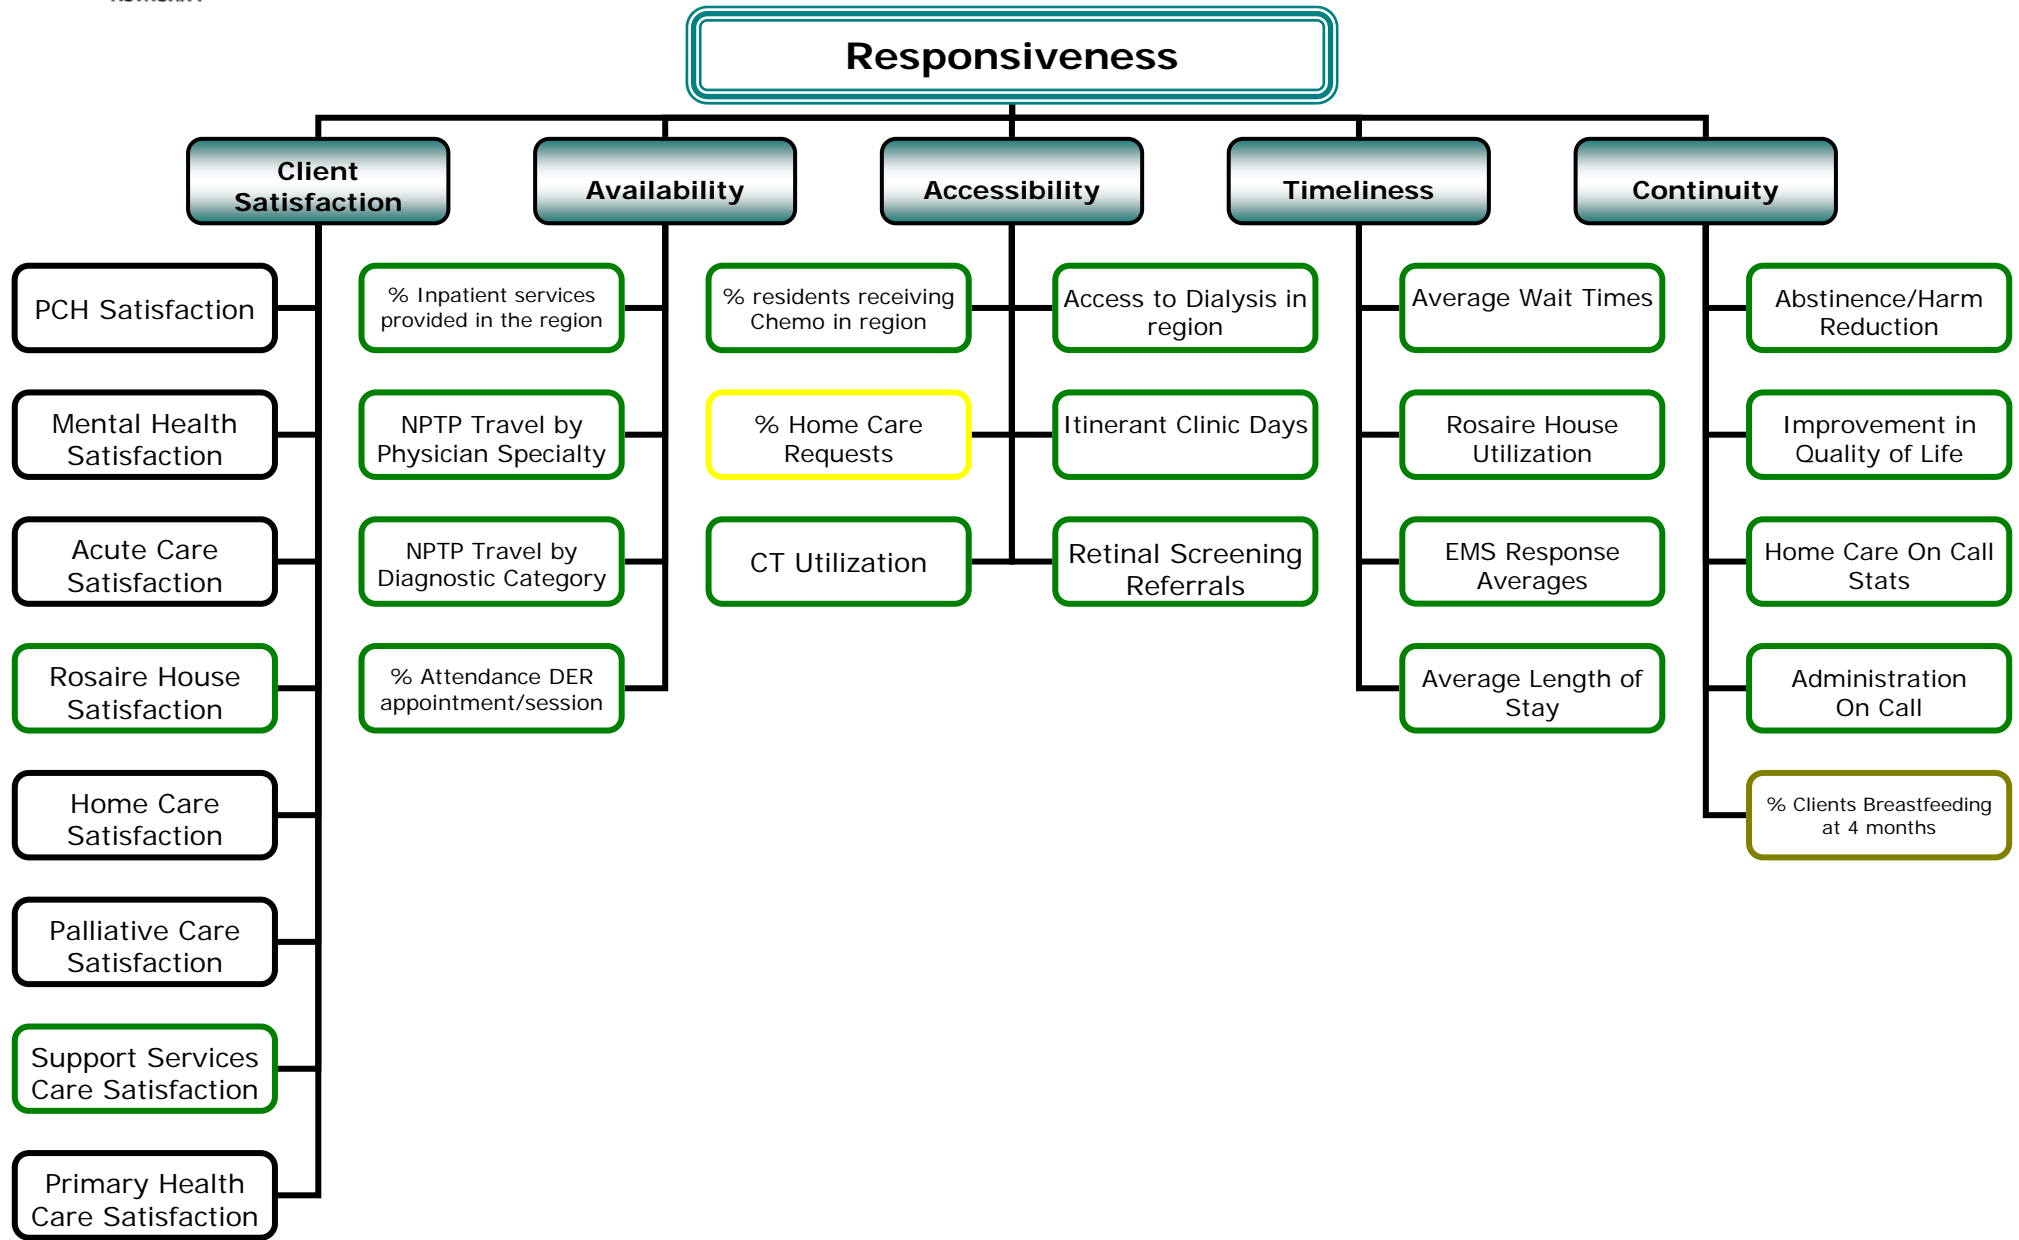 Responsiveness
Client
Satisfaction
Availability
Accessibility
Timeliness
Continuity
PCH Satisfaction
Mental Health
Satisfaction
Acute Care
Satisfaction
Rosaire House
Satisfaction
Home Care
Satisfaction
Palliative Care
Satisfaction
Support Services
Care Satisfaction
Primary Health
Care Satisfaction
% Inpatient services
provided in the region
NPTP Travel by
Physician Specialty
NPTP Travel by
Diagnostic Category
% Attendance DER
appointment/session
% residents receiving
Chemo in region
% Home Care
Requests
CT Utilization
Access to Dialysis in
region
Itinerant Clinic Days
Retinal Screening
Referrals
Average Wait Times
Rosaire House
Utilization
EMS Response
Averages
Average Length of
Stay
Abstinence/Harm
Reduction
Improvement in
Quality of Life
Home Care On Call
Stats
Administration
On Call
% Clients Breastfeeding
at 4 months